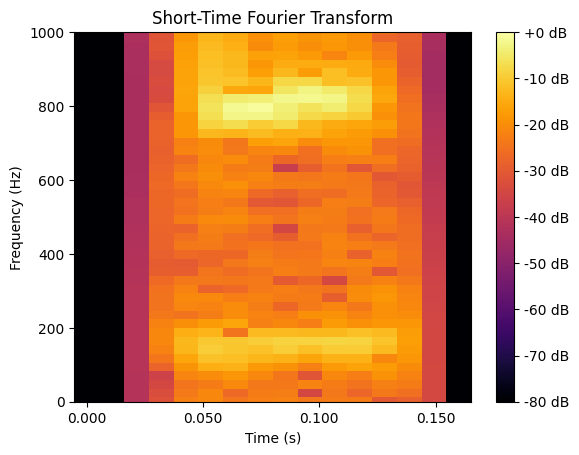 Short-Time Fourier Transform
1000
800
600
400
200
0
Frequency (Hz)
0.000
0.050
0.100
0.150
Time (s)
+0 dB
-10 dB
-20 dB
-30 dB
-40 dB
-50 dB
-60 dB
-70 dB
-80 dB